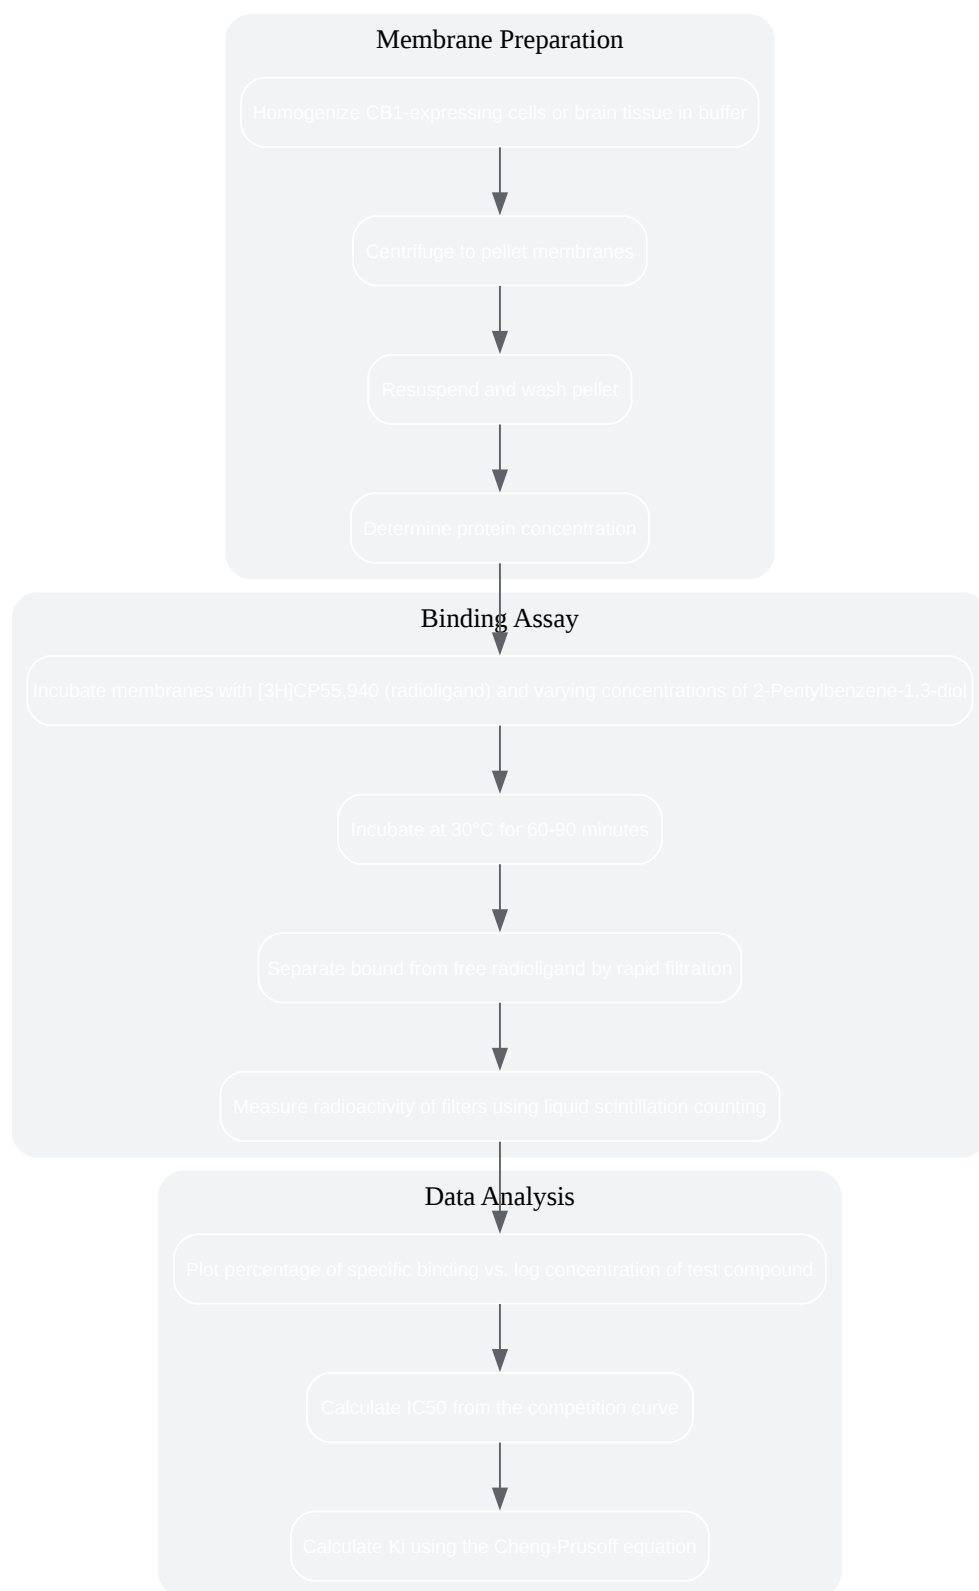 Membrane Preparation
Homogenize CB1-expressing cells or brain tissue in buffer
Centrifuge to pellet membranes
Resuspend and wash pellet
Determine protein concentration
Binding Assay
Incubate membranes with [3H]CP55,940 (radioligand) and varying concentrations of 2-Pentylbenzene-1,3-diol
Incubate at 30°C for 60-90 minutes
Separate bound from free radioligand by rapid filtration
Measure radioactivity of filters using liquid scintillation counting
Data Analysis
Plot percentage of specific binding vs. log concentration of test compound
Calculate IC50 from the competition curve
Calculate Ki using the Cheng-Prusoff equation